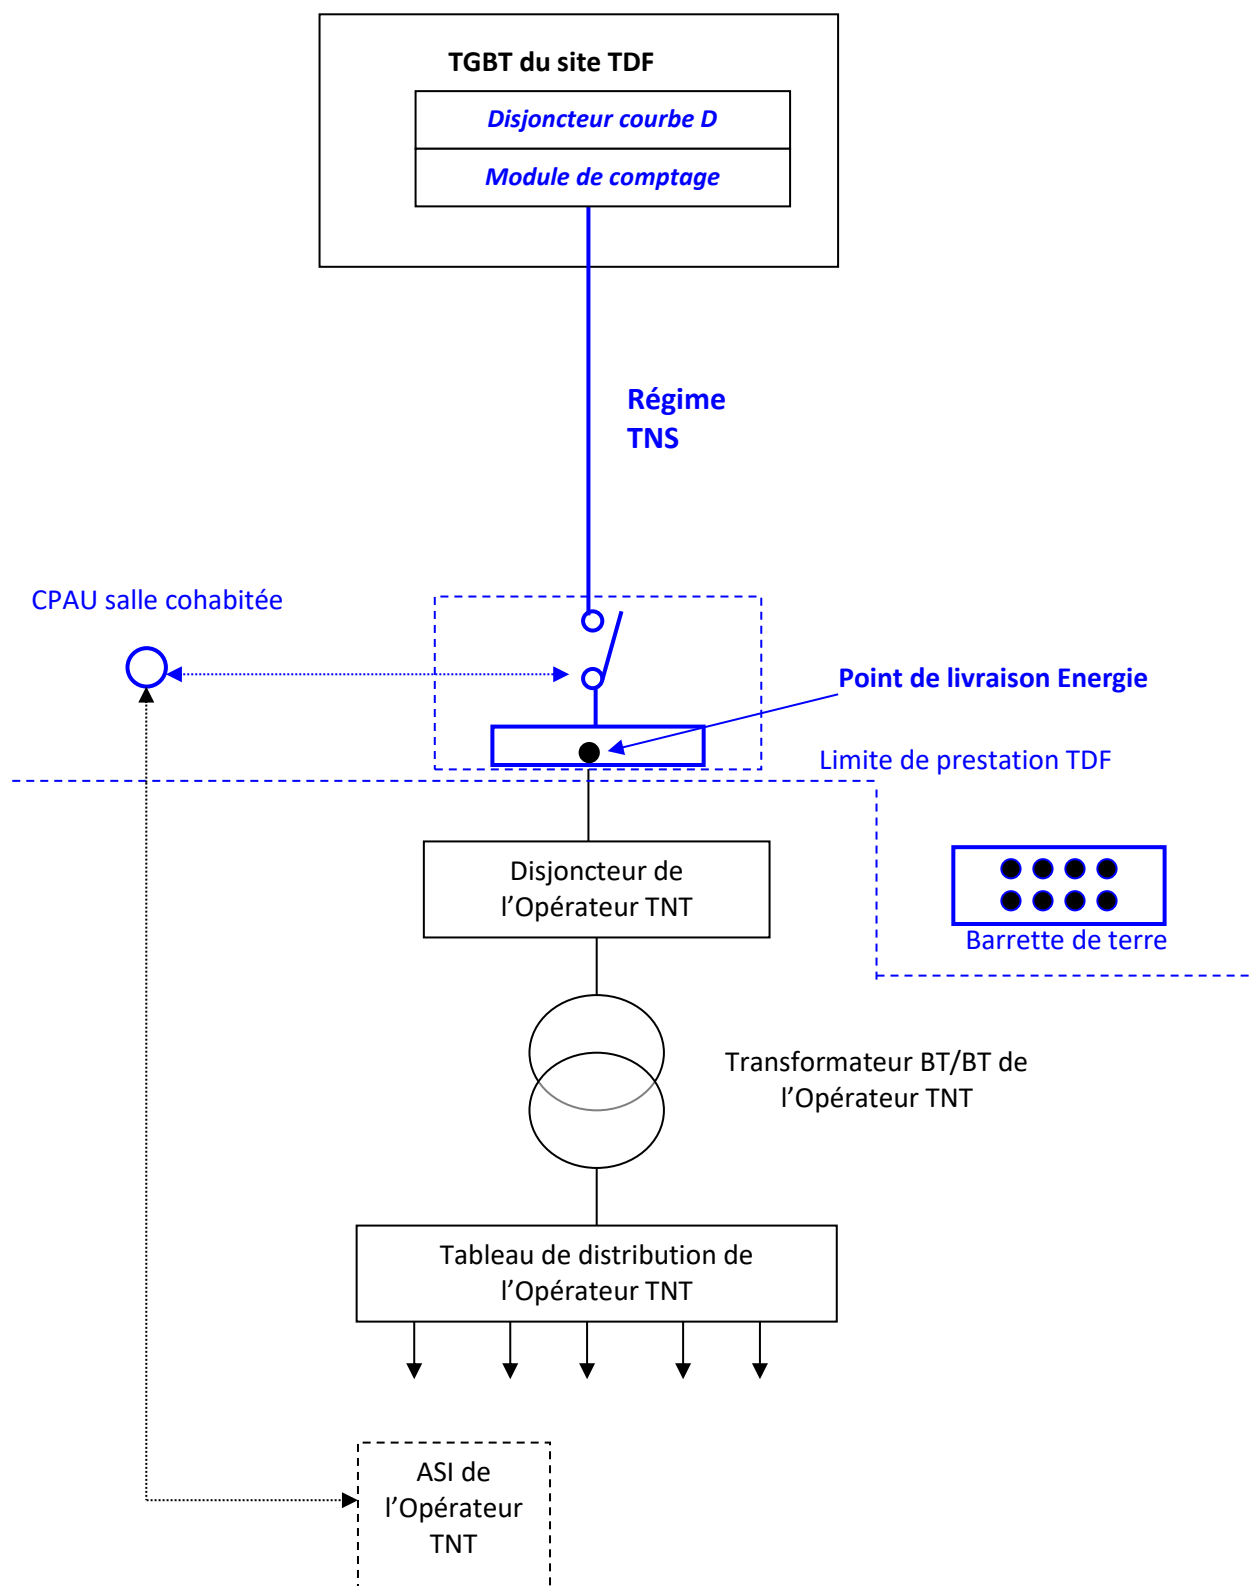 TGBT du site TDF
Disjoncteur courbe D
Module de comptage
Régime
TNS
CPAU salle cohabitée
Point de livraison Energie
Limite de prestation TDF
Disjoncteur de
l’Opérateur TNT
Barrette de terre
Transformateur BT/BT de
l’Opérateur TNT
Tableau de distribution de
l’Opérateur TNT
ASI de
l’Opérateur
TNT